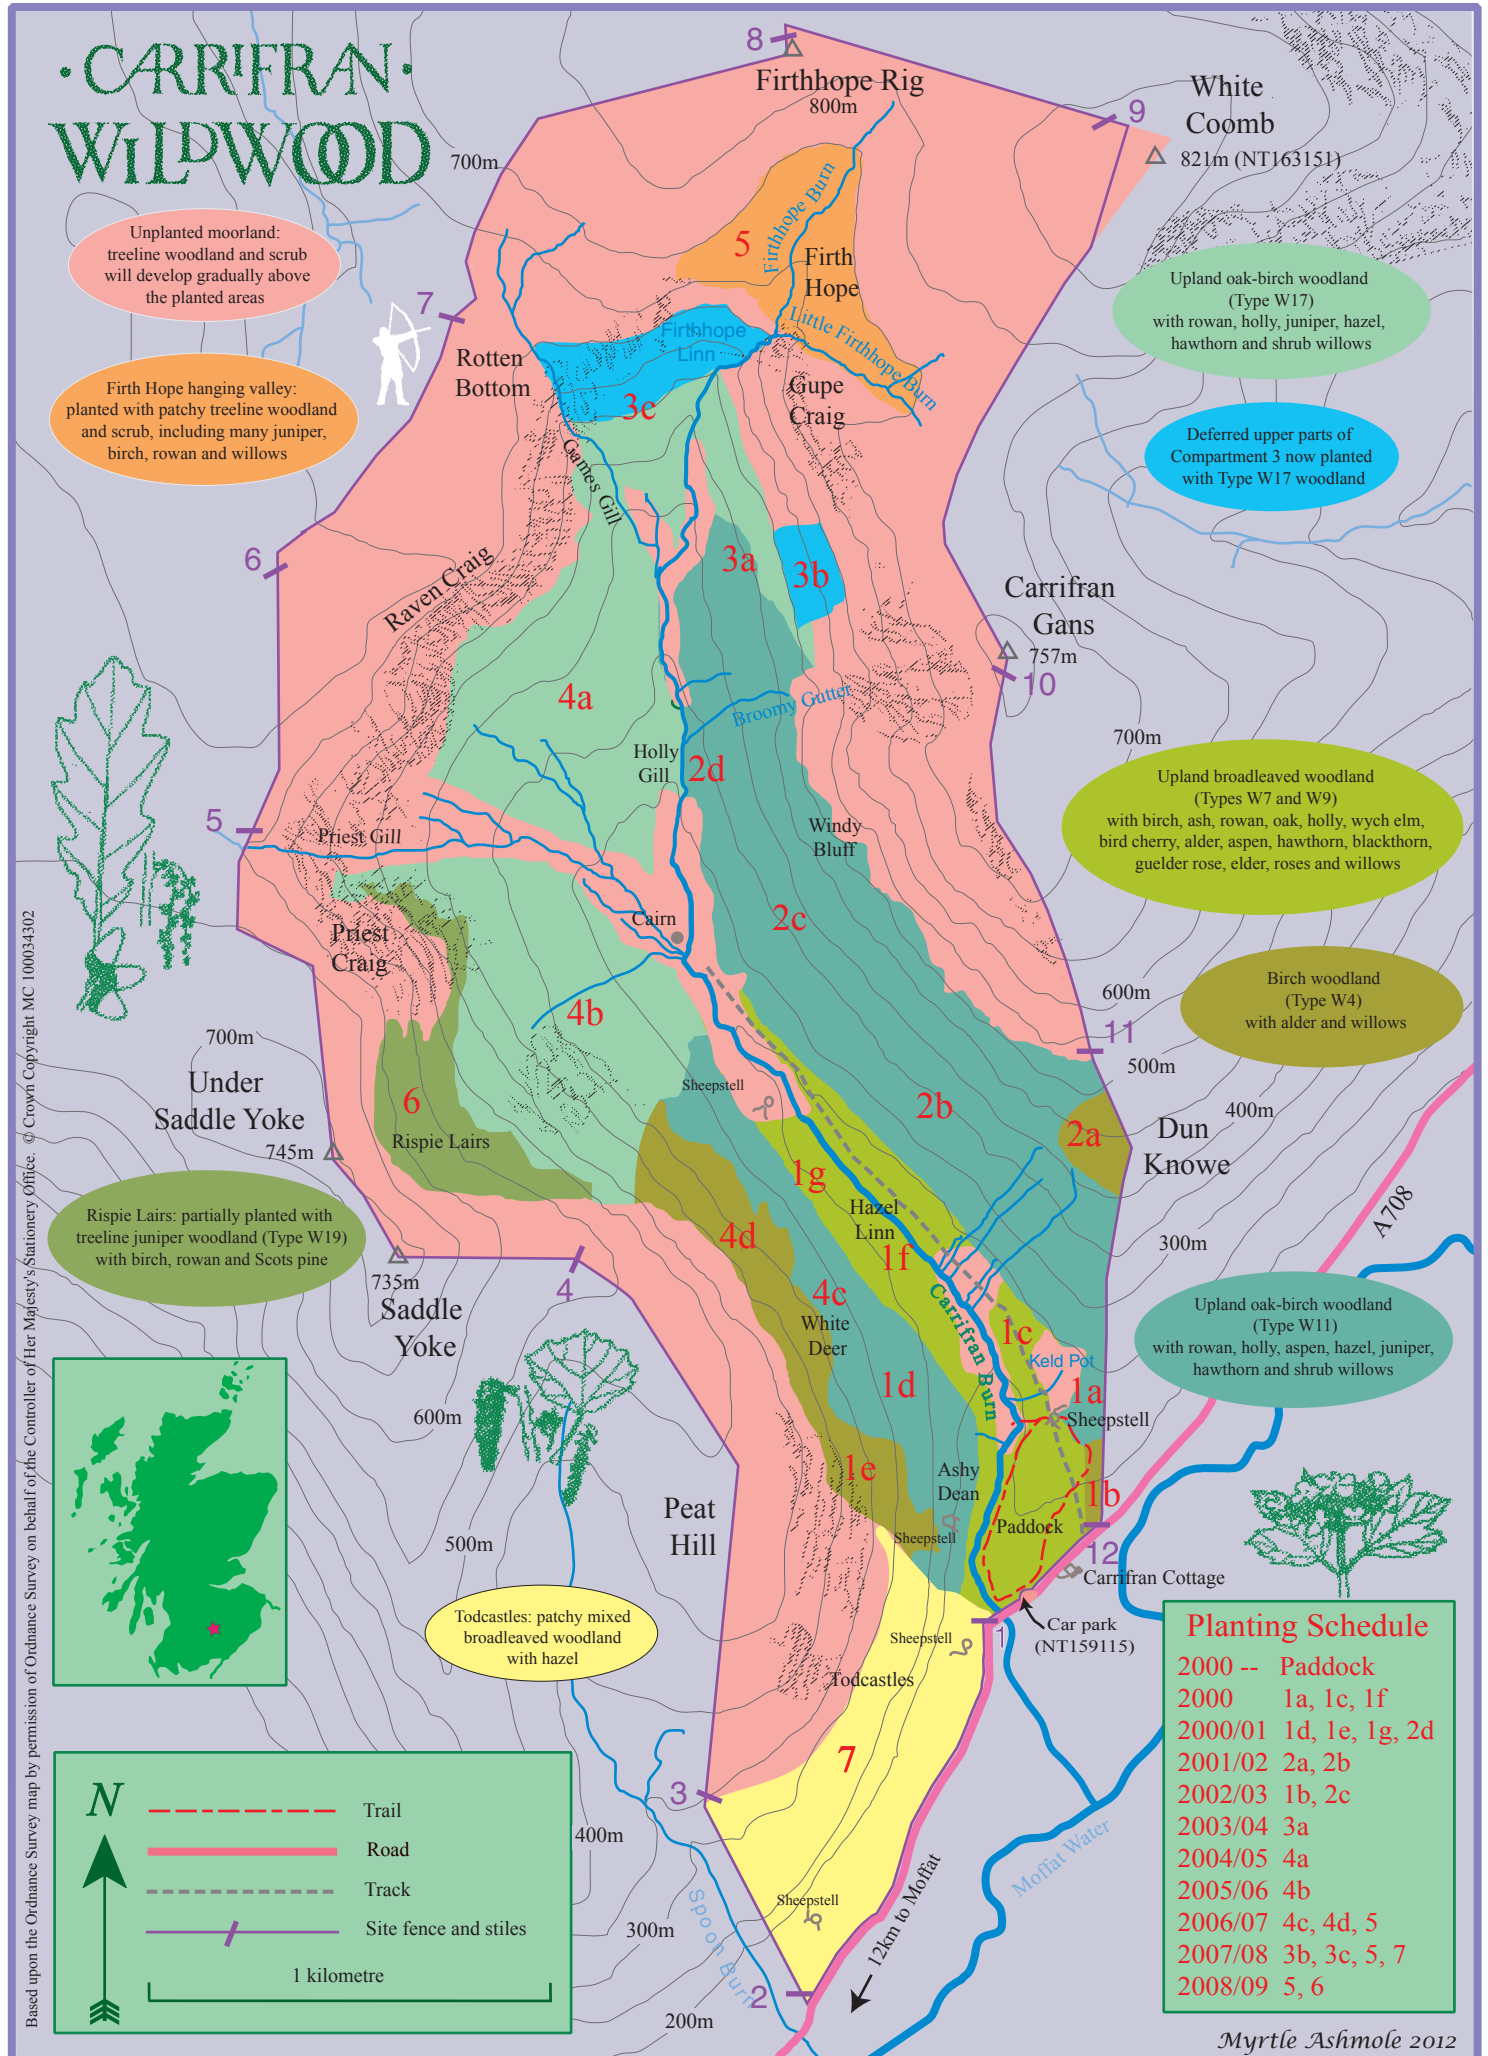 ·CARRIFRAN·
WILDWOOD
8
Firthhope Rig
800m
9
White
Coomb
821m (NT163151)
700m
Unplanted moorland:
treeline woodland and scrub
will develop gradually above
the planted areas
5
Firthhope Burn
Firth
Hope
Upland oak-birch woodland
(Type W17)
with rowan, holly, juniper, hazel,
hawthorn and shrub willows
7
Firthhope
Linn
Little Firthhope Burn
Rotten
Bottom
Gupe
Craig
3c
Firth Hope hanging valley:
planted with patchy treeline woodland
and scrub, including many juniper,
birch, rowan and willows
Deferred upper parts of
Compartment 3 now planted
with Type W17 woodland
Games Gill
6
Raven Craig
3a
3b
Carrifran
Gans
757m
10
4a
Broomy Gutter
Holly
Gill
2d
700m
Upland broadleaved woodland
(Types W7 and W9)
with birch, ash, rowan, oak, holly, wych elm,
bird cherry, alder, aspen, hawthorn, blackthorn,
guelder rose, elder, roses and willows
5
Priest Gill
Windy
Bluff
Priest
Craig
Cairn
2c
Birch woodland
(Type W4)
with alder and willows
600m
4b
11
500m
700m
Under
Saddle Yoke
745m
Sheepstell
6
Rispie Lairs
2b
2a
400m
Dun
Knowe
1g
Hazel
Linn
A708
Rispie Lairs: partially planted with
treeline juniper woodland (Type W19)
with birch, rowan and Scots pine
4d
1f
300m
735m
Saddle
Yoke
4
4c
White
Deer
Carrifran Burn
1c
Keld Pot
1a
Upland oak-birch woodland
(Type W11)
with rowan, holly, aspen, hazel, juniper,
hawthorn and shrub willows
1d
Sheepstell
600m
1e
Ashy
Dean
1b
Peat
Hill
500m
Sheepstell
Paddock
12
Carrifran Cottage
Todcastles: patchy mixed
broadleaved woodland
with hazel
Sheepstell
1
Car park
(NT159115)
Todcastles
7
3
400m
Moffat Water
Sheepstell
12km to Moffat
300m
Spoon Burn
2
200m
N
Trail
Road
Track
Site fence and stiles
1 kilometre
Planting Schedule
2000 -- Paddock
2000 1a, 1c, 1f
2000/01 1d, 1e, 1g, 2d
2001/02 2a, 2b
2002/03 1b, 2c
2003/04 3a
2004/05 4a
2005/06 4b
2006/07 4c, 4d, 5
2007/08 3b, 3c, 5, 7
2008/09 5, 6
Myrtle Ashmole 2012
Based upon the Ordnance Survey map by permission of Ordnance Survey on behalf of the Controller of Her Majesty's Stationery Office. © Crown Copyright MC 100034302